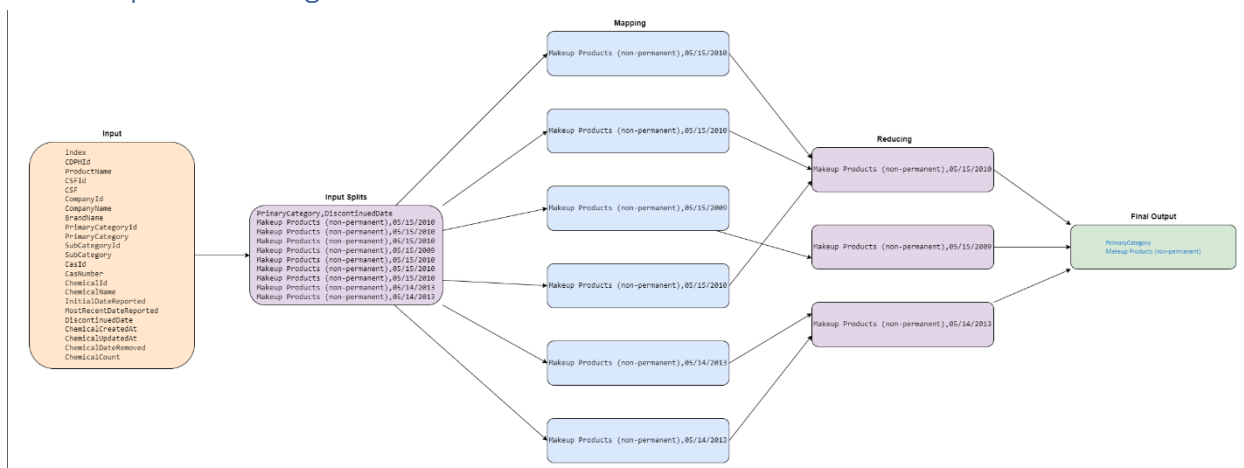 Mapping
Makeup Products (non-permanent),05/15/2010
Makeup Products (non-permanent),05/15/2010
Makeup Products (non-permanent),05/15/2009
Makeup Products (non-permanent),05/15/2010
Makeup Products (non-permanent),05/14/2013
Makeup Products (non-permanent),05/14/2013
Input
index
CDPHId
ProductName
CSFId
CSF
CompanyId
CompanyName
BrandName
PrimaryCategoryId
PrimaryCategory
SubCategoryId
SubCategory
CasId
CasNumber
ChemicalId
ChemicalName
InitialDateReported
MostRecentDateReported
DiscontinuedDate
ChemicalCreatedAt
ChemicalUpdatedAt
ChemicalDateRemoved
ChemicalCount
Input Splits
PrimaryCategory,DiscontinuedDate
Makeup Products (non-permanent),05/15/2010
Makeup Products (non-permanent),05/15/2010
Makeup Products (non-permanent),05/15/2010
Makeup Products (non-permanent),05/15/2009
Makeup Products (non-permanent),05/15/2010
Makeup Products (non-permanent),05/15/2010
Makeup Products (non-permanent),05/15/2010
Makeup Products (non-permanent),05/14/2013
Makeup Products (non-permanent),05/14/2013
Reducing
Makeup Products (non-permanent),05/15/2010
Makeup Products (non-permanent),05/15/2009
Makeup Products (non-permanent),05/14/2013
Final Output
PrimaryCategory
Makeup Products (non-permanent)